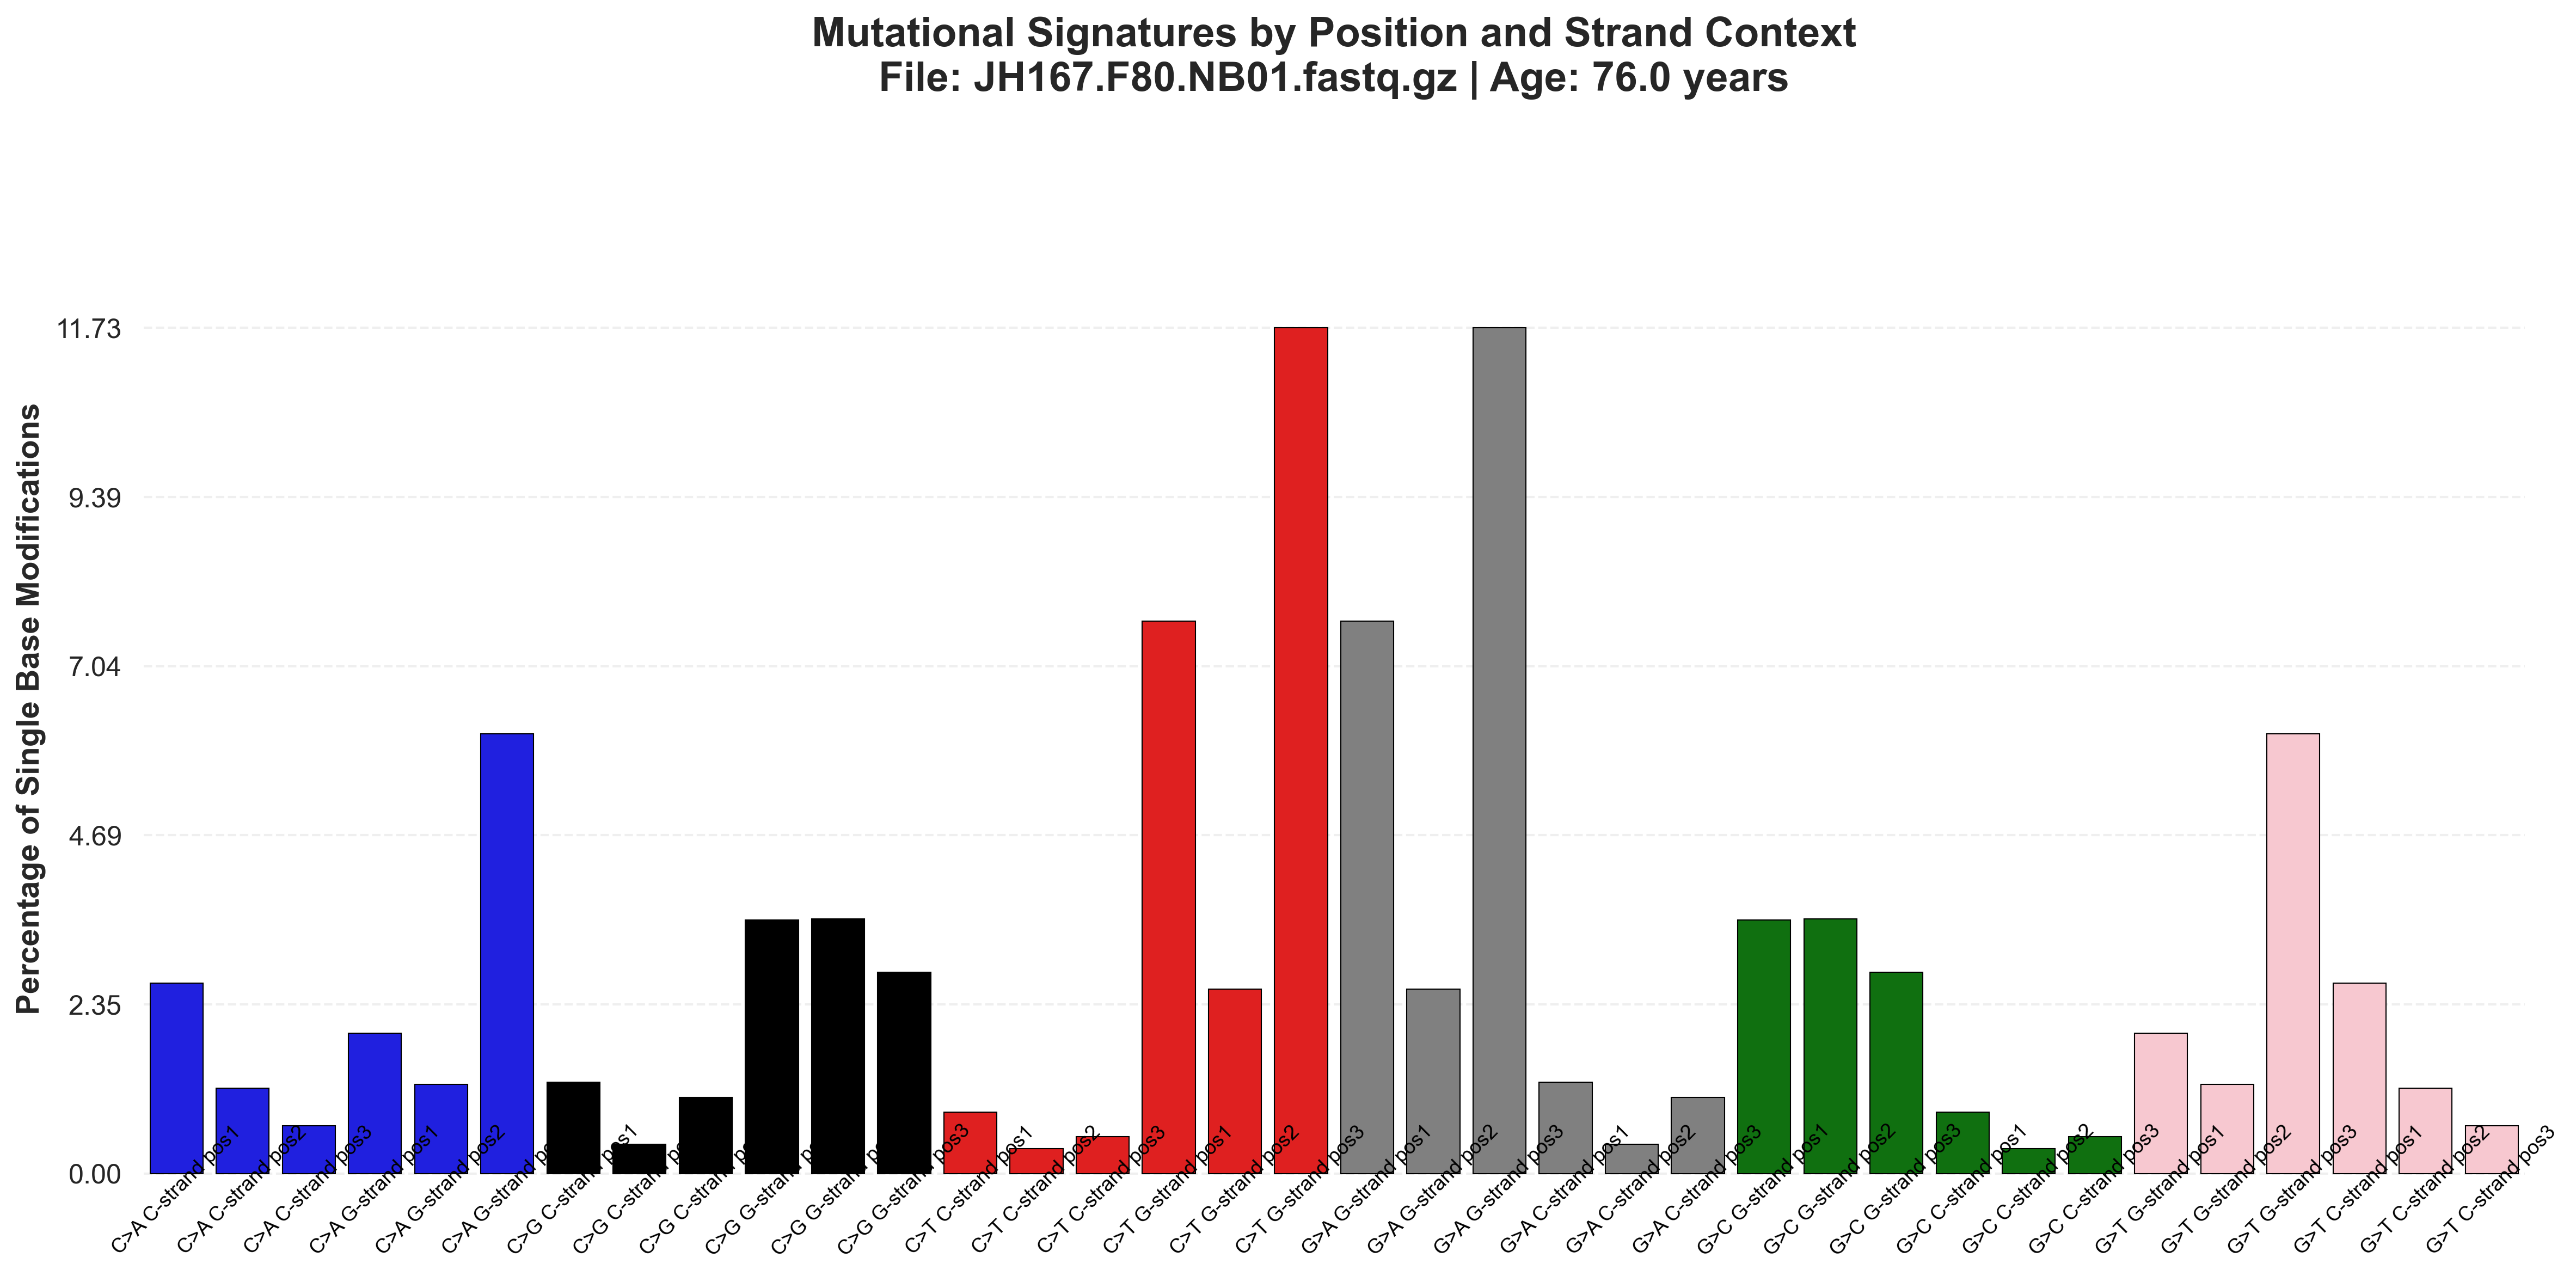 Mutational Signatures by Position and Strand Context
File: JH167.F80.NB01.fastq.gz | Age: 76.0 years
Percentage of Single Base Modifications
11.73
9.39
7.04
4.69
2.35
0.00
C>A C-strand pos1
C>A C-strand pos2
C>A C-strand pos3
C>A G-strand pos1
C>A G-strand pos2
C>A G-strand po
C>G C-strand pos1
C>G C-strand po
C>G C-strand p
C>G G-strand p
C>G G-strand p
C>G G-strand pos3
C>T C-strand pos1
C>T C-strand pos2
C>T C-strand pos3
C>T G-strand pos1
C>T G-strand pos2
C>T G-strand pos3
G>A G-strand pos1
G>A G-strand pos2
G>A G-strand pos3
G>A C-strand pos1
G>A C-strand pos2
G>A C-strand pos3
G>C G-strand pos1
G>C G-strand pos2
G>C G-strand pos3
G>C C-strand pos1
G>C C-strand pos2
G>C C-strand pos3
G>T G-strand pos1
G>T G-strand pos2
G>T G-strand pos3
G>T C-strand pos1
G>T C-strand pos2
G>T C-strand pos3